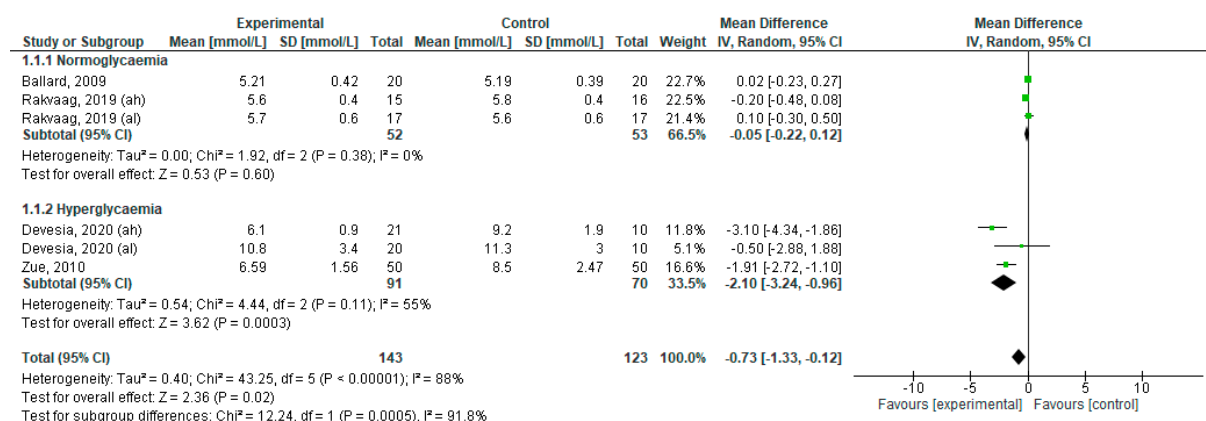 Experimental Control Mean Difference Mean Difference
Study or Subgroup Mean [mmol/L] SD [mmol/L] Total Mean [mmol/L] SD [mmol/L] Total Weight IV, Random, 95% CI IV, Random, 95% CI
1.1.1 Normoglycaemia
Ballard, 2009 5.21 0.42 20 5.19 0.39 20 22.7% 0.02 [-0.23, 0.27]
Rakvaag, 2019 (ah) 5.6 0.4 15 5.8 0.4 16 22.5% -0.20 [-0.48, 0.08]
Rakvaag, 2019 (al) 5.7 0.6 17 5.6 0.6 17 21.4% 0.10 [-0.30, 0.50]
Subtotal (95% CI) 52 53 66.5% -0.05 [-0.22, 0.12]
Heterogeneity: Tau² = 0.00; Chi² = 1.92, df = 2 (P = 0.38); I² = 0%
Test for overall effect: Z = 0.53 (P = 0.60)
1.1.2 Hyperglycaemia
Devesia, 2020 (ah) 6.1 0.9 21 9.2 1.9 10 11.8% -3.10 [-4.34, -1.86]
Devesia, 2020 (al) 10.8 3.4 20 11.3 3 10 5.1% -0.50 [-2.88, 1.88]
Zue, 2010 6.59 1.56 50 8.5 2.47 50 16.6% -1.91 [-2.72, -1.10]
Subtotal (95% CI) 91 70 33.5% -2.10 [-3.24, -0.96]
Heterogeneity: Tau² = 0.54; Chi² = 4.44, df = 2 (P = 0.11); I² = 55%
Test for overall effect: Z = 3.62 (P = 0.0003)
Total (95% CI) 143 123 100.0% -0.73 [-1.33, -0.12]
Heterogeneity: Tau² = 0.40; Chi² = 43.25, df = 5 (P < 0.00001); I² = 88%
Test for overall effect: Z = 2.36 (P = 0.02)
Test for subgroup differences: Chi² = 12.24, df = 1 (P = 0.0005), I² = 91.8%
-10 -5 0 5 10
Favours [experimental] Favours [control]